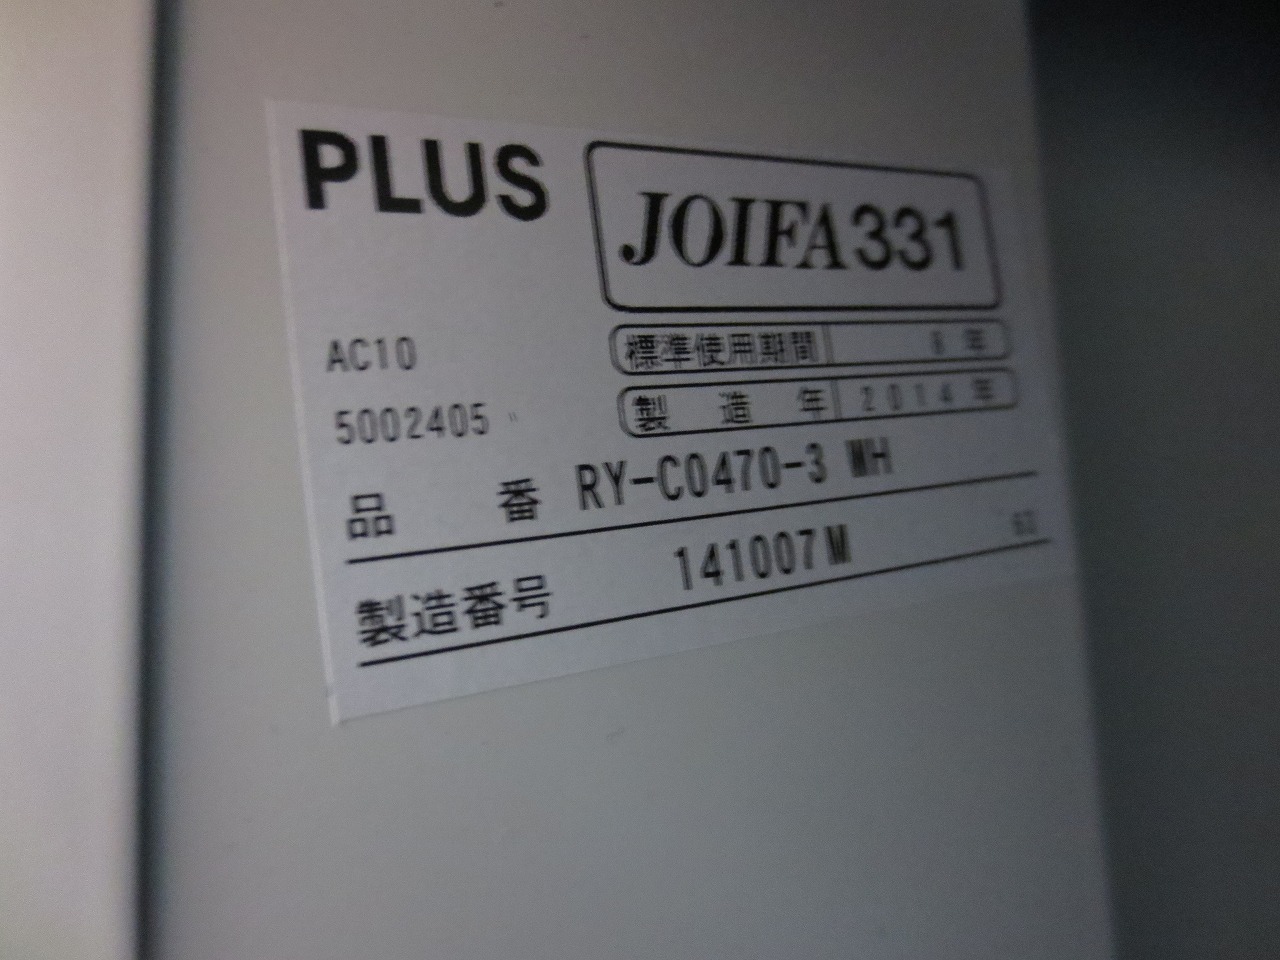 PLUS
JOIFA331
AC10
標準使用期間 8年
5002405
製造年 2014年
品番 RY-C0470-3 WH
製造番号 141007M